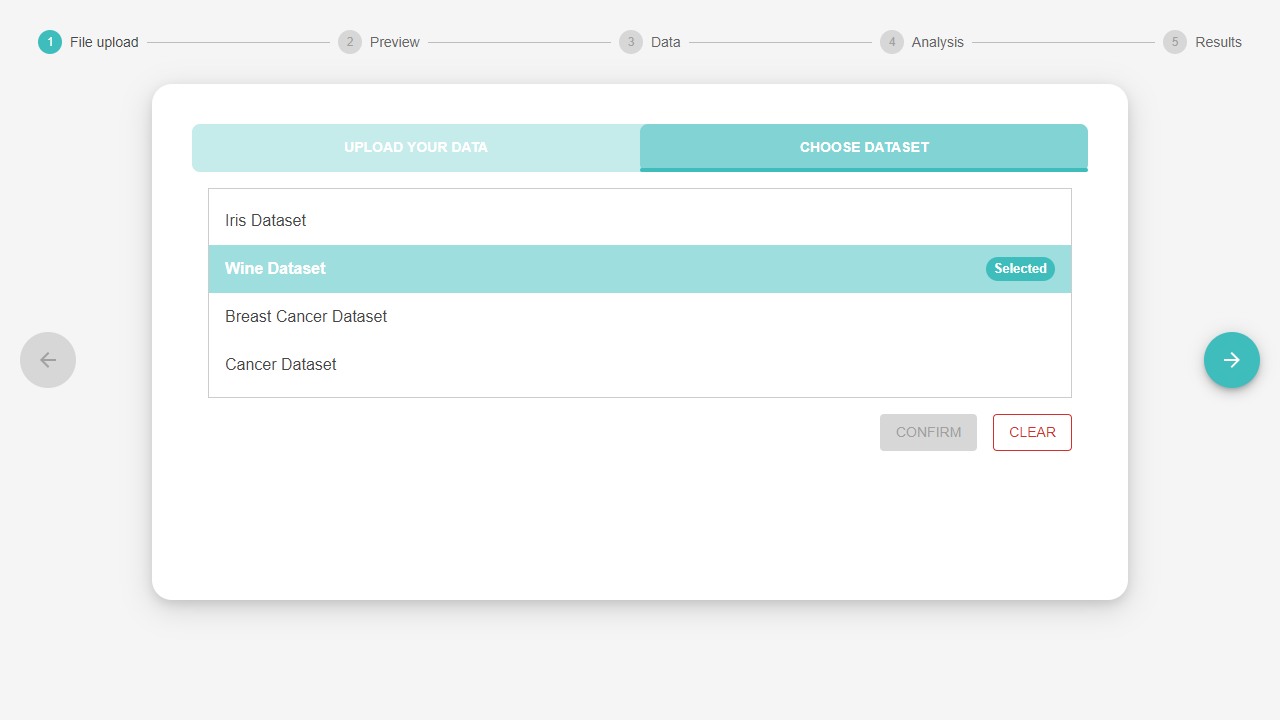 1 File upload 2 Preview 3 Data 4 Analysis 5 Results
UPLOAD YOUR DATA CHOOSE DATASET
Iris Dataset
Wine Dataset Selected
Breast Cancer Dataset
Cancer Dataset
CONFIRM CLEAR